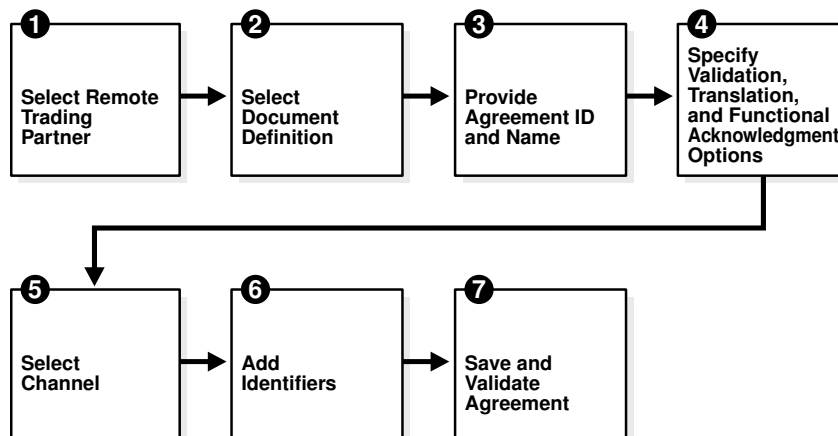 1
Select Remote
Trading
Partner
2
Select
Document
Definition
3
Provide
Agreement ID
and Name
4
Specify
Validation,
Translation,
and Functional
Acknowledgment
Options
5
Select
Channel
6
Add
Identifiers
7
Save and
Validate
Agreement